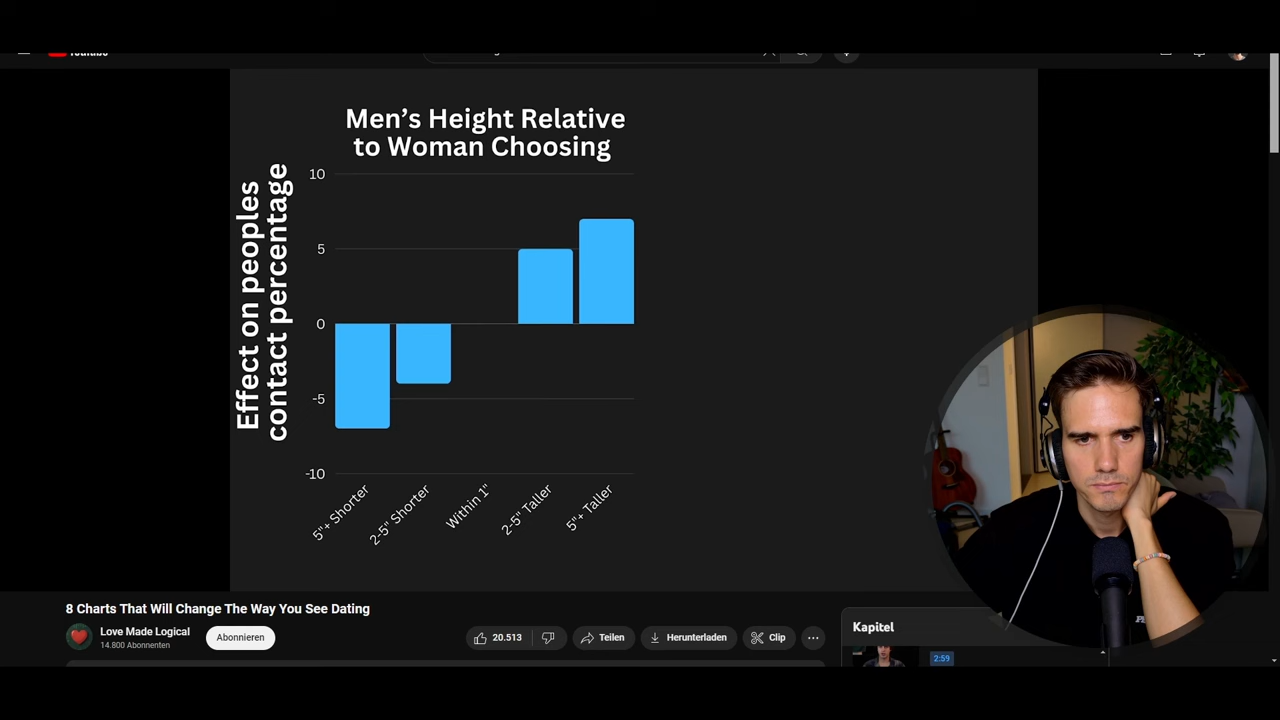 Men's Height Relative
to Woman Choosing
Effect on peoples
contact percentage
10
5
0
-5
-10
5"+ Shorter
2-5" Shorter
Within 1"
2-5" Taller
5"+ Taller
8 Charts That Will Change The Way You See Dating
Love Made Logical
14.800 Abonnenten
Abonnieren
20.513
Teilen
Herunterladen
Clip
Kapitel
2:59